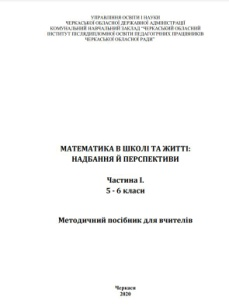 УПРАВЛІННЯ ОСВІТИ І НАУКИ
ЧЕРКАСЬКОЇ ОБЛАСНОЇ ДЕРЖАВНОЇ АДМІНІСТРАЦІЇ
КОМУНАЛЬНИЙ НАВЧАЛЬНИЙ ЗАКЛАД "ЧЕРКАСЬКИЙ ОБЛАСНИЙ
ІНСТИТУТ ПІСЛЯДИПЛОМНОЇ ОСВІТИ ПЕДАГОГІЧНИХ ПРАЦІВНИКІВ
ЧЕРКАСЬКОЇ ОБЛАСНОЇ РАДИ"
МАТЕМАТИКА В ШКОЛІ ТА ЖИТТІ:
НАДБАННЯ Й ПЕРСПЕКТИВИ
Частина І.
5 - 6 класи
Методичний посібник для вчителів
Черкаси
2020